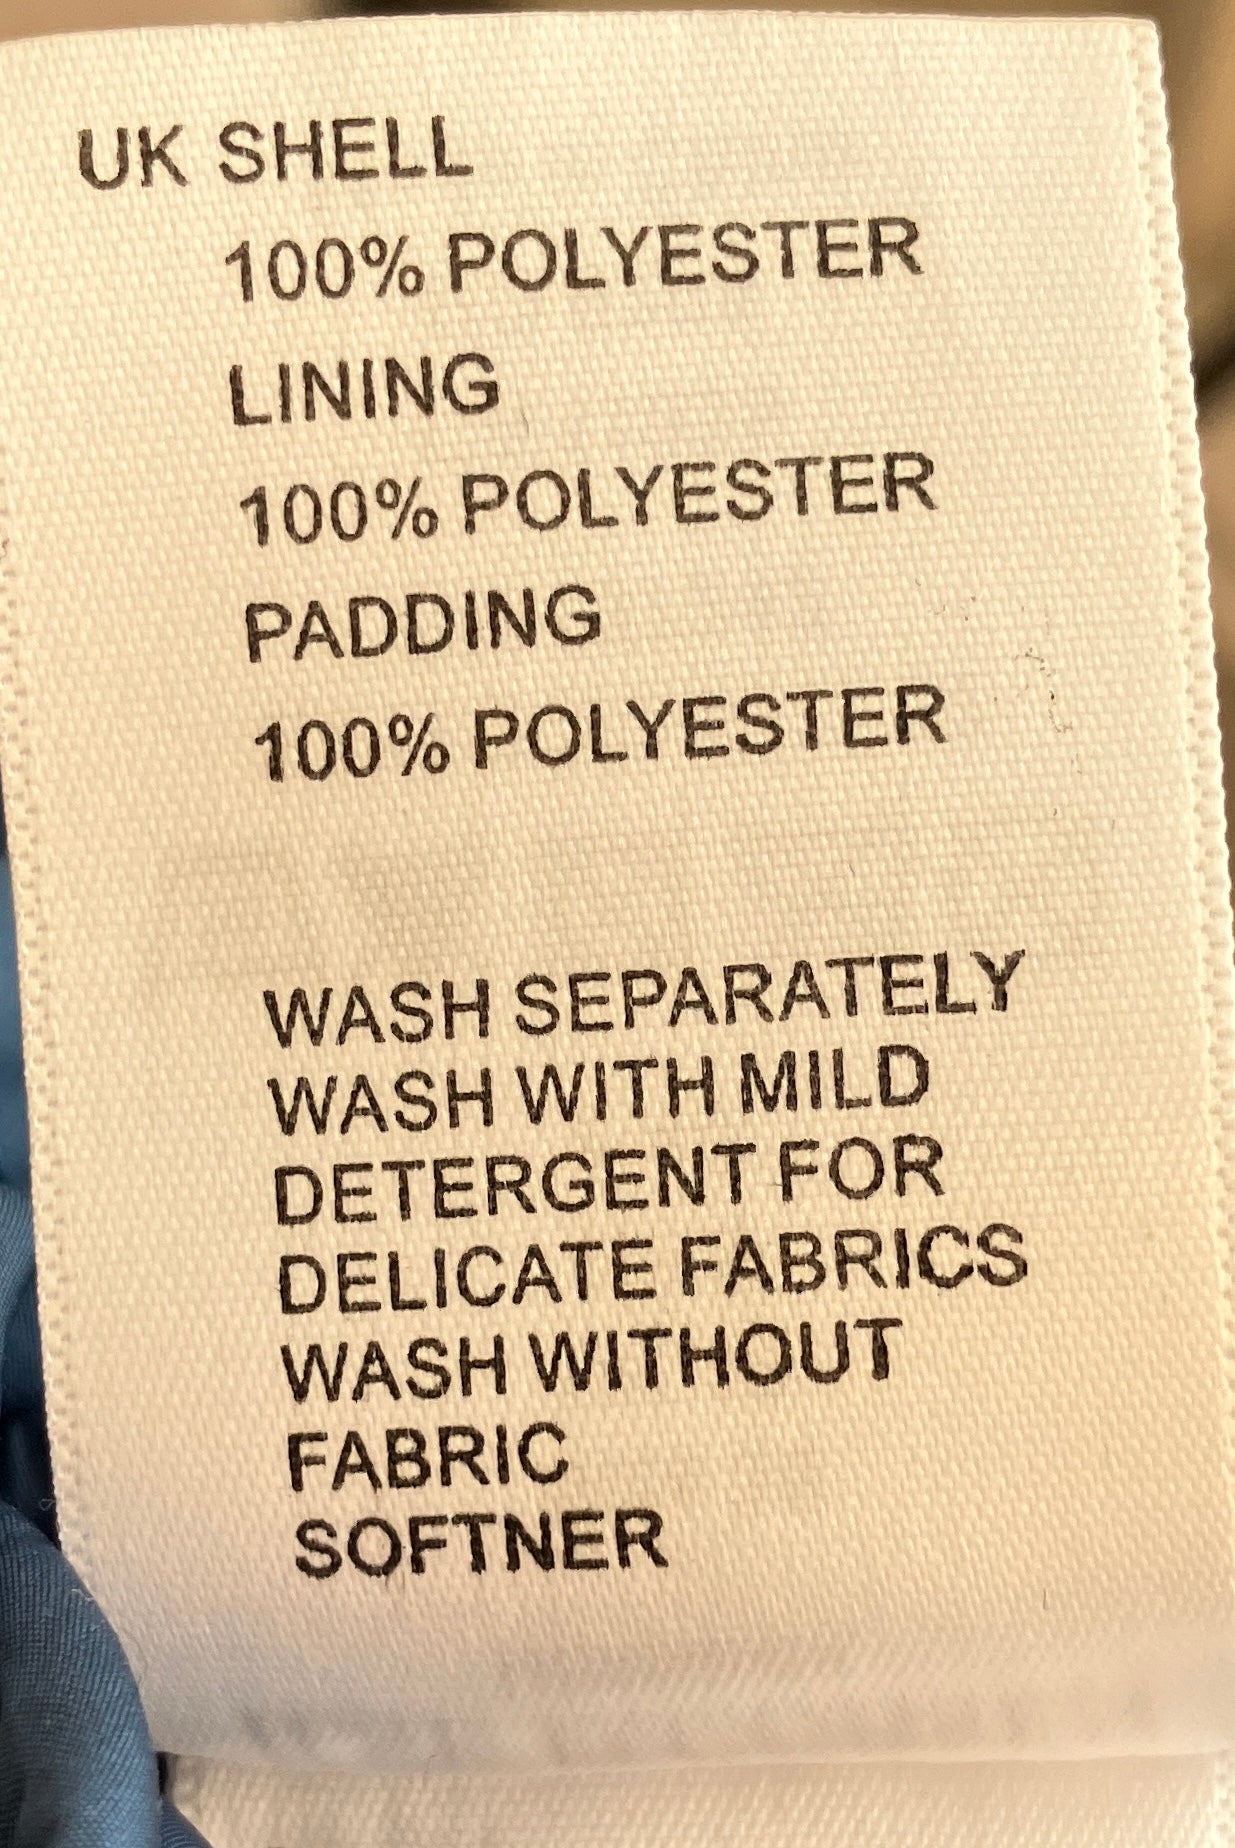 UK SHELL
100% POLYESTER
LINING
100% POLYESTER
PADDING
100% POLYESTER
WASH SEPARATELY
WASH WITH MILD
DETERGENT FOR
DELICATE FABRICS
WASH WITHOUT
FABRIC
SOFTNER